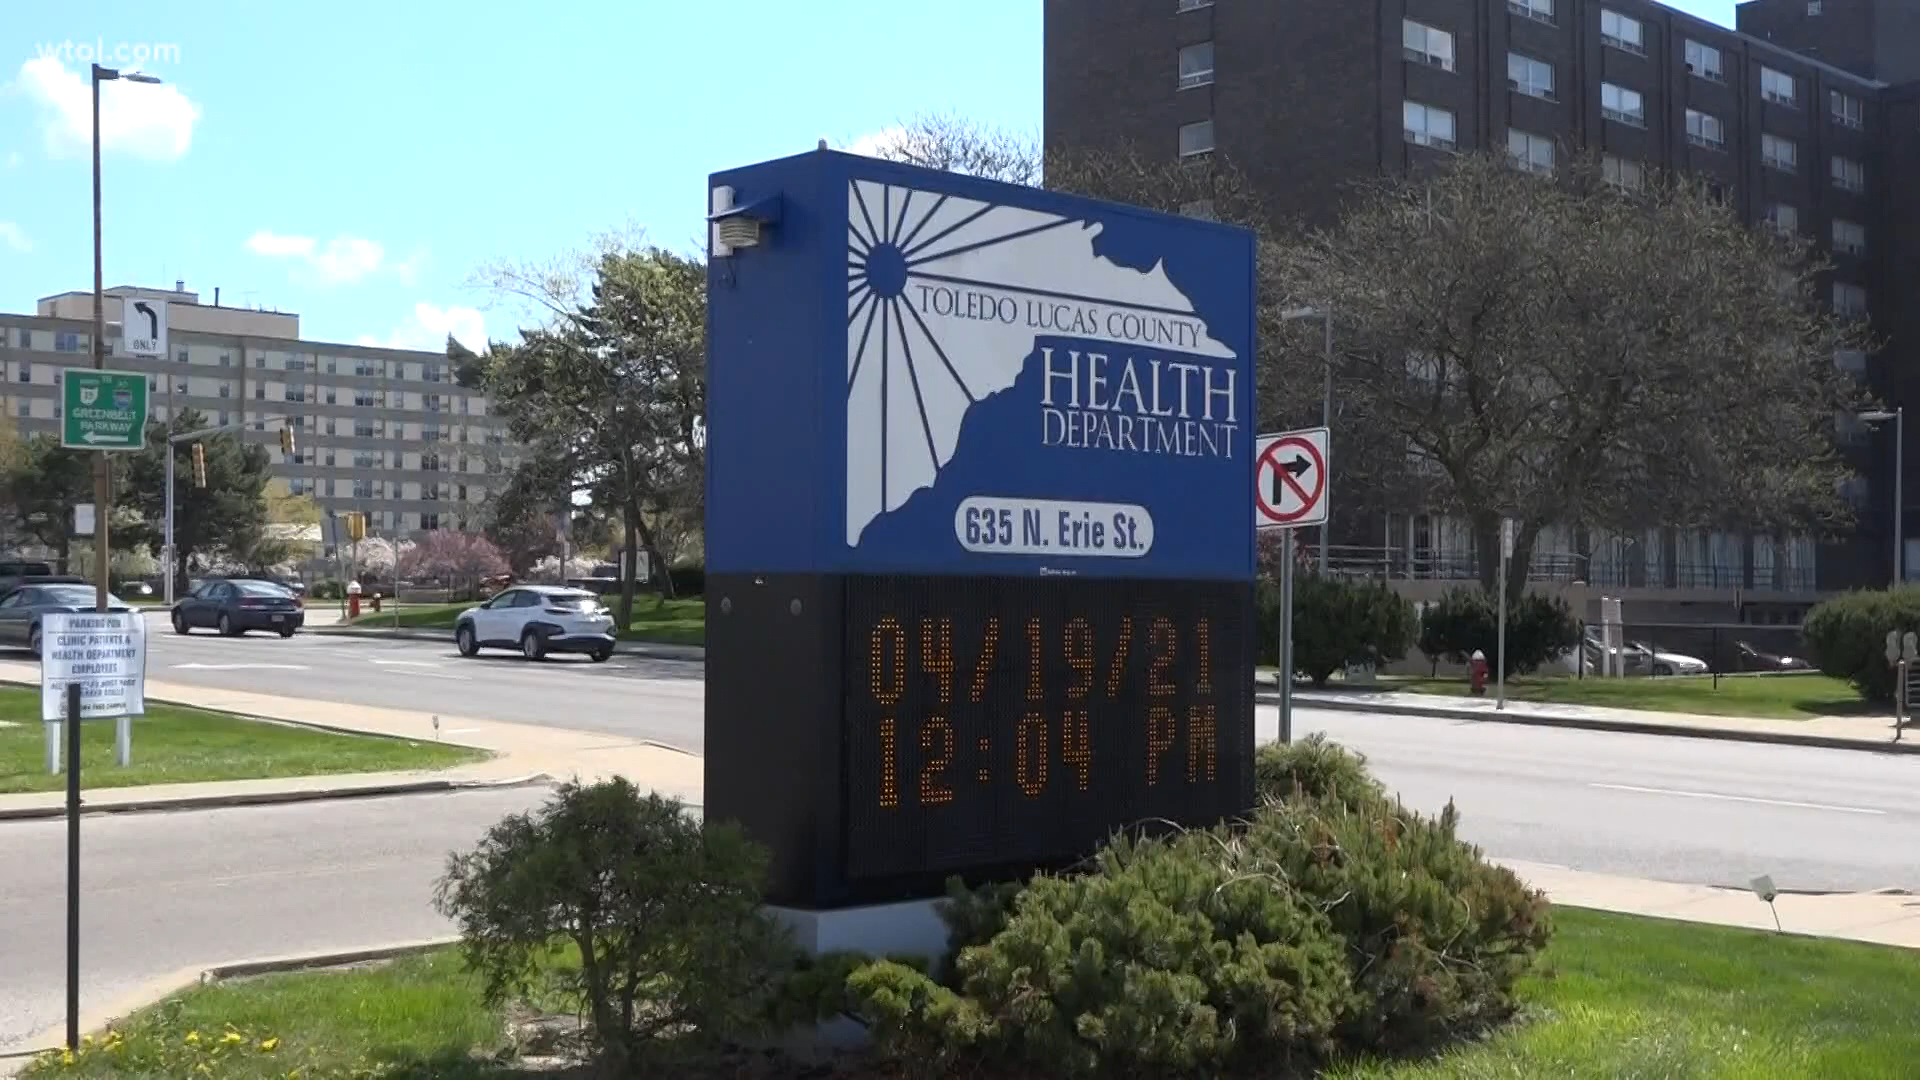 wtol.com
ONLY
TO
GREENBELT
PARKWAY
TOLEDO LUCAS COUNTY
HEALTH
DEPARTMENT
635 N. Erie St.
04/19/21
12:04 PM
PARKING FOR
CLINIC PATIENTS &
HEALTH DEPARTMENT
EMPLOYEES